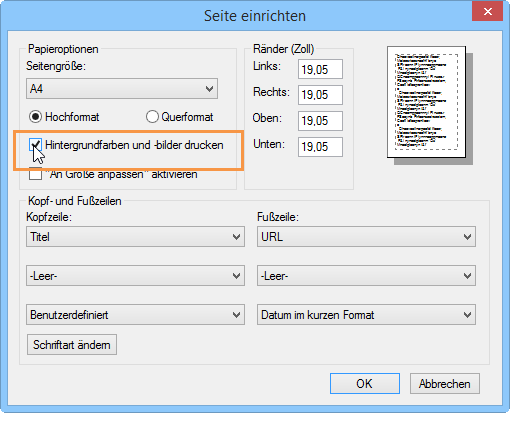 Seite einrichten
Papieroptionen
Seitengröße:
A4
Hochformat
Querformat
Hintergrundfarben und -bilder drucken
"An Größe anpassen" aktivieren
Ränder (Zoll)
Links: 19,05
Rechts: 19,05
Oben: 19,05
Unten: 19,05
Kopf- und Fußzeilen
Kopfzeile:
Titel
-Leer-
Benutzerdefiniert
Fußzeile:
URL
-Leer-
Datum im kurzen Format
Schriftart ändern
OK
Abbrechen